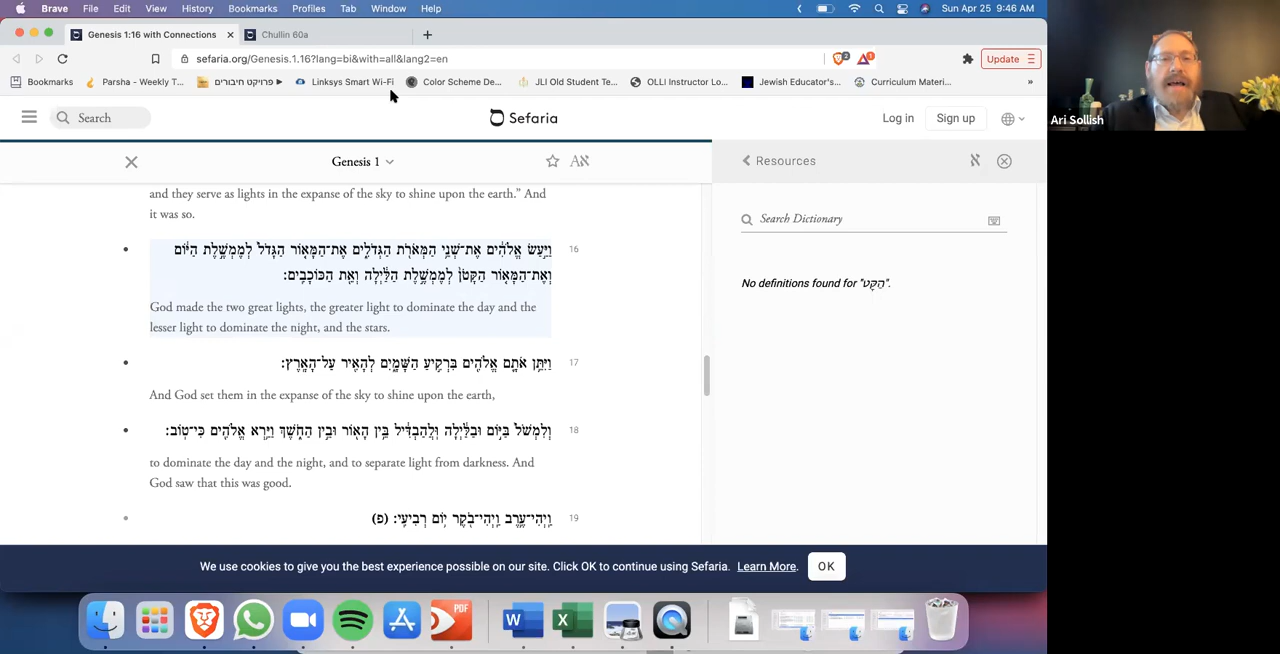 Brave File Edit View History Bookmarks Profiles Tab Window Help Sun Apr 25 9:46 AM
Genesis 1:16 with Connections
Chullin 60a
sefaria.org/Genesis.1.16?lang=bi&with=all&lang2=en
2
1
Update
Bookmarks Parsha - Weekly T... פרויקט חיבורים Linksys Smart Wi-Fi Color Scheme De... JLI Old Student Te... OLLI Instructor Lo... Jewish Educator's... Curriculum Materi... »
Search
Sefaria
Log in
Sign up
Genesis 1
Aא
Resources
א
Search Dictionary
No definitions found for "הַקָּט".
and they serve as lights in the expanse of the sky to shine upon the earth.” And
it was so.
16
וַיַּ֣עַשׂ אֱלֹהִ֔ים אֶת־שְׁנֵ֥י הַמְּאֹרֹ֖ת הַגְּדֹלִ֑ים אֶת־הַמָּא֤וֹר הַגָּדֹל֙ לְמֶמְשֶׁ֣לֶת הַיּ֔וֹם
וְאֶת־הַמָּא֤וֹר הַקָּטֹן֙ לְמֶמְשֶׁ֣לֶת הַלַּ֔יְלָה וְאֵ֖ת הַכּוֹכָבִֽים׃
God made the two great lights, the greater light to dominate the day and the
lesser light to dominate the night, and the stars.
17
וַיִּתֵּ֥ן אֹתָ֛ם אֱלֹהִ֖ים בִּרְקִ֣יעַ הַשָּׁמָ֑יִם לְהָאִ֖יר עַל־הָאָֽרֶץ׃
And God set them in the expanse of the sky to shine upon the earth,
18
וְלִמְשֹׁל֙ בַּיּ֣וֹם וּבַלַּ֔יְלָה וּֽלֲהַבְדִּ֔יל בֵּ֥ין הָא֖וֹר וּבֵ֣ין הַחֹ֑שֶׁךְ וַיַּ֥רְא אֱלֹהִ֖ים כִּי־טֽוֹב׃
to dominate the day and the night, and to separate light from darkness. And
God saw that this was good.
19
וַֽיְהִי־עֶ֥רֶב וַֽיְהִי־בֹ֖קֶר י֥וֹם רְבִיעִֽי׃ (פ)
We use cookies to give you the best experience possible on our site. Click OK to continue using Sefaria. Learn More.
OK
PDF
W
X
Ari Sollish